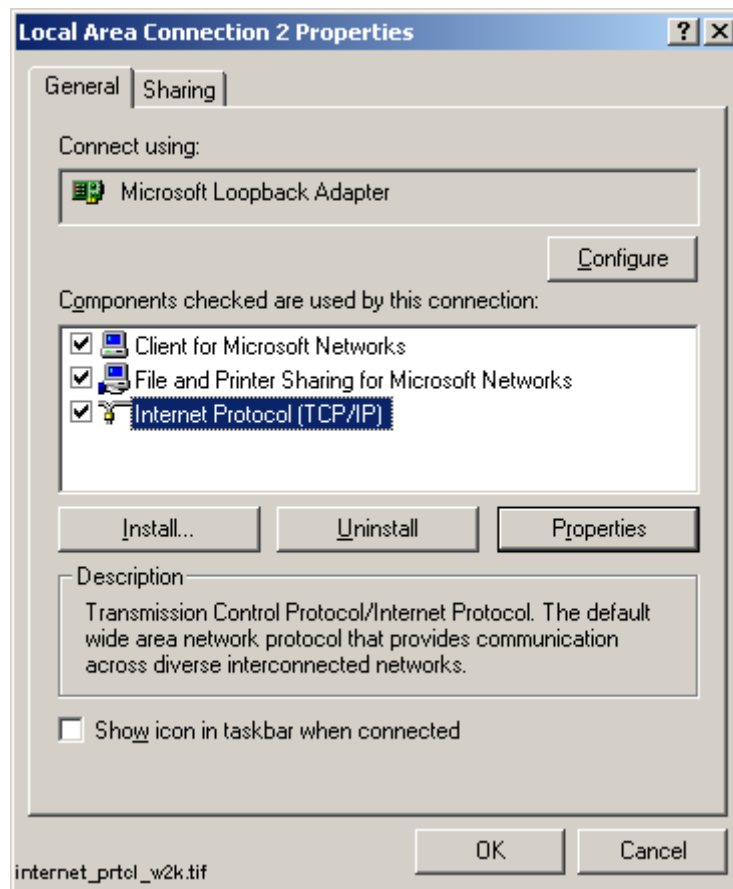 Local Area Connection 2 Properties
General
Sharing
Connect using:
Microsoft Loopback Adapter
Configure
Components checked are used by this connection:
Client for Microsoft Networks
File and Printer Sharing for Microsoft Networks
Internet Protocol (TCP/IP)
Install...
Uninstall
Properties
Description
Transmission Control Protocol/Internet Protocol. The default
wide area network protocol that provides communication
across diverse interconnected networks.
Show icon in taskbar when connected
OK
Cancel
internet_prtcl_w2k.tif